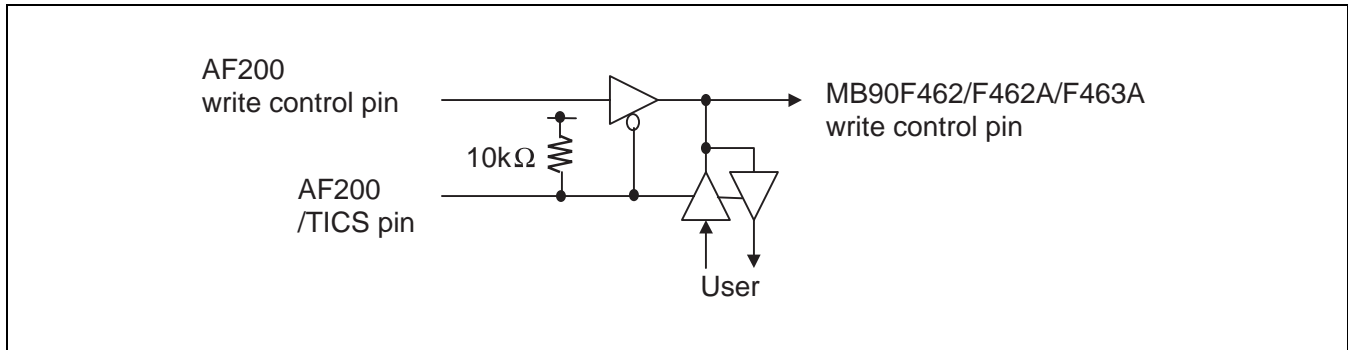 AF200
write control pin
MB90F462/F462A/F463A
write control pin
10kΩ
AF200
/TICS pin
User